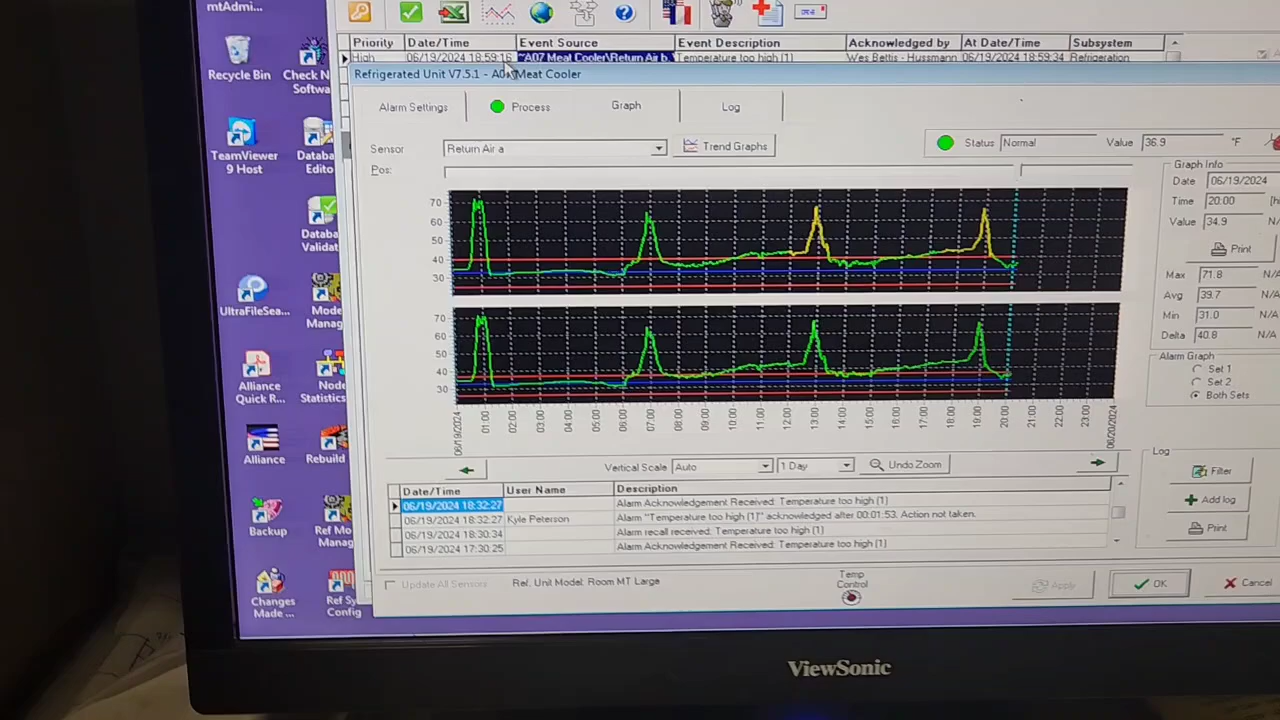 mtAdmi...
Recycle Bin
Check N
Softwa
TeamViewer
9 Host
Databa
Edito
Databa
Validat
UltraFileSea...
Mode
Manag
Alliance
Quick R...
Node
Statistics
Alliance
Rebuild
Backup
Ref Mo
Manag
Changes
Made ...
Ref Sy
Config
Priority Date/Time Event Source Event Description Acknowledged by At Date/Time Subsystem
High 06/19/2024 18:59:16 ~A07 Meat Cooler\Return Air b. Temperature too high [1] Wes Bettis - Hussmann 06/19/2024 18:59:34 Refrigeration
Refrigerated Unit V7.5.1 - A07 Meat Cooler
Alarm Settings Process Graph Log
Sensor Return Air a Trend Graphs Status Normal Value 36.9 °F
Pos:
Graph Info
Date 06/19/2024
Time 20:00 [h
Value 34.9 N/A
Print
Max 71.8 N/A
Avg 39.7 N/A
Min 31.0 N/A
Delta 40.8 N/A
Alarm Graph
Set 1
Set 2
Both Sets
70
60
50
40
30
70
60
50
40
30
06/19/2024 01:00 02:00 03:00 04:00 05:00 06:00 07:00 08:00 09:00 10:00 11:00 12:00 13:00 14:00 15:00 16:00 17:00 18:00 19:00 20:00 21:00 22:00 23:00 06/20/2024
Vertical Scale Auto 1 Day Undo Zoom
Log
Filter
Add log
Print
Date/Time User Name Description
06/19/2024 18:32:27 Alarm Acknowledgement Received: Temperature too high [1]
06/19/2024 18:32:27 Kyle Peterson Alarm "Temperature too high [1]" acknowledged after 00:01:53. Action not taken.
06/19/2024 18:30:34 Alarm recall received: Temperature too high [1]
06/19/2024 17:30:25 Alarm Acknowledgement Received: Temperature too high [1]
Update All Sensors Ref. Unit Model: Room MT Large Temp
Control
Apply OK Cancel
ViewSonic